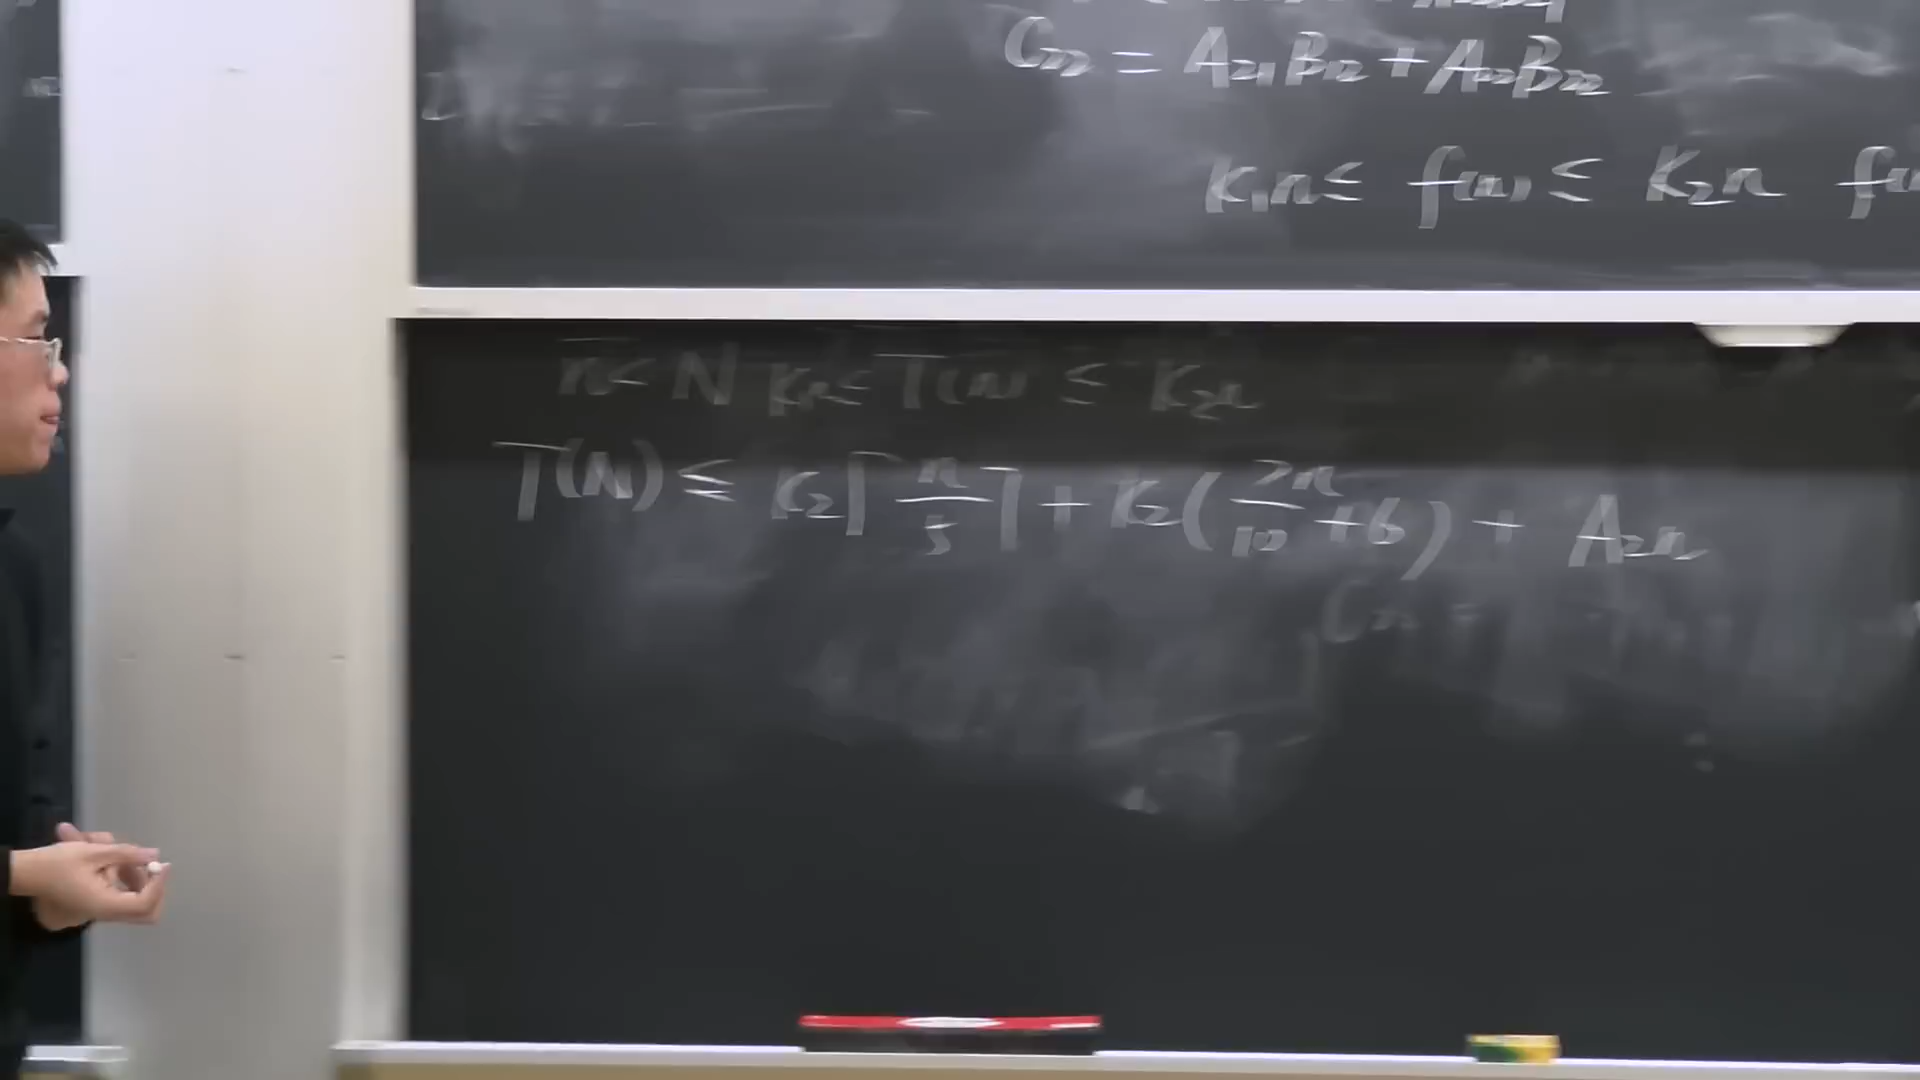 C₂₂ = A₂₁B₁₂ + A₂₂B₂₂
K₁n ≤ f(n) ≤ K₂n f(n
n < N K₁n ≤ T(n) ≤ K₂n
T(N) ≤ K₂⌈n/5⌉ + K₂(7n/10 + 6) + A₂n